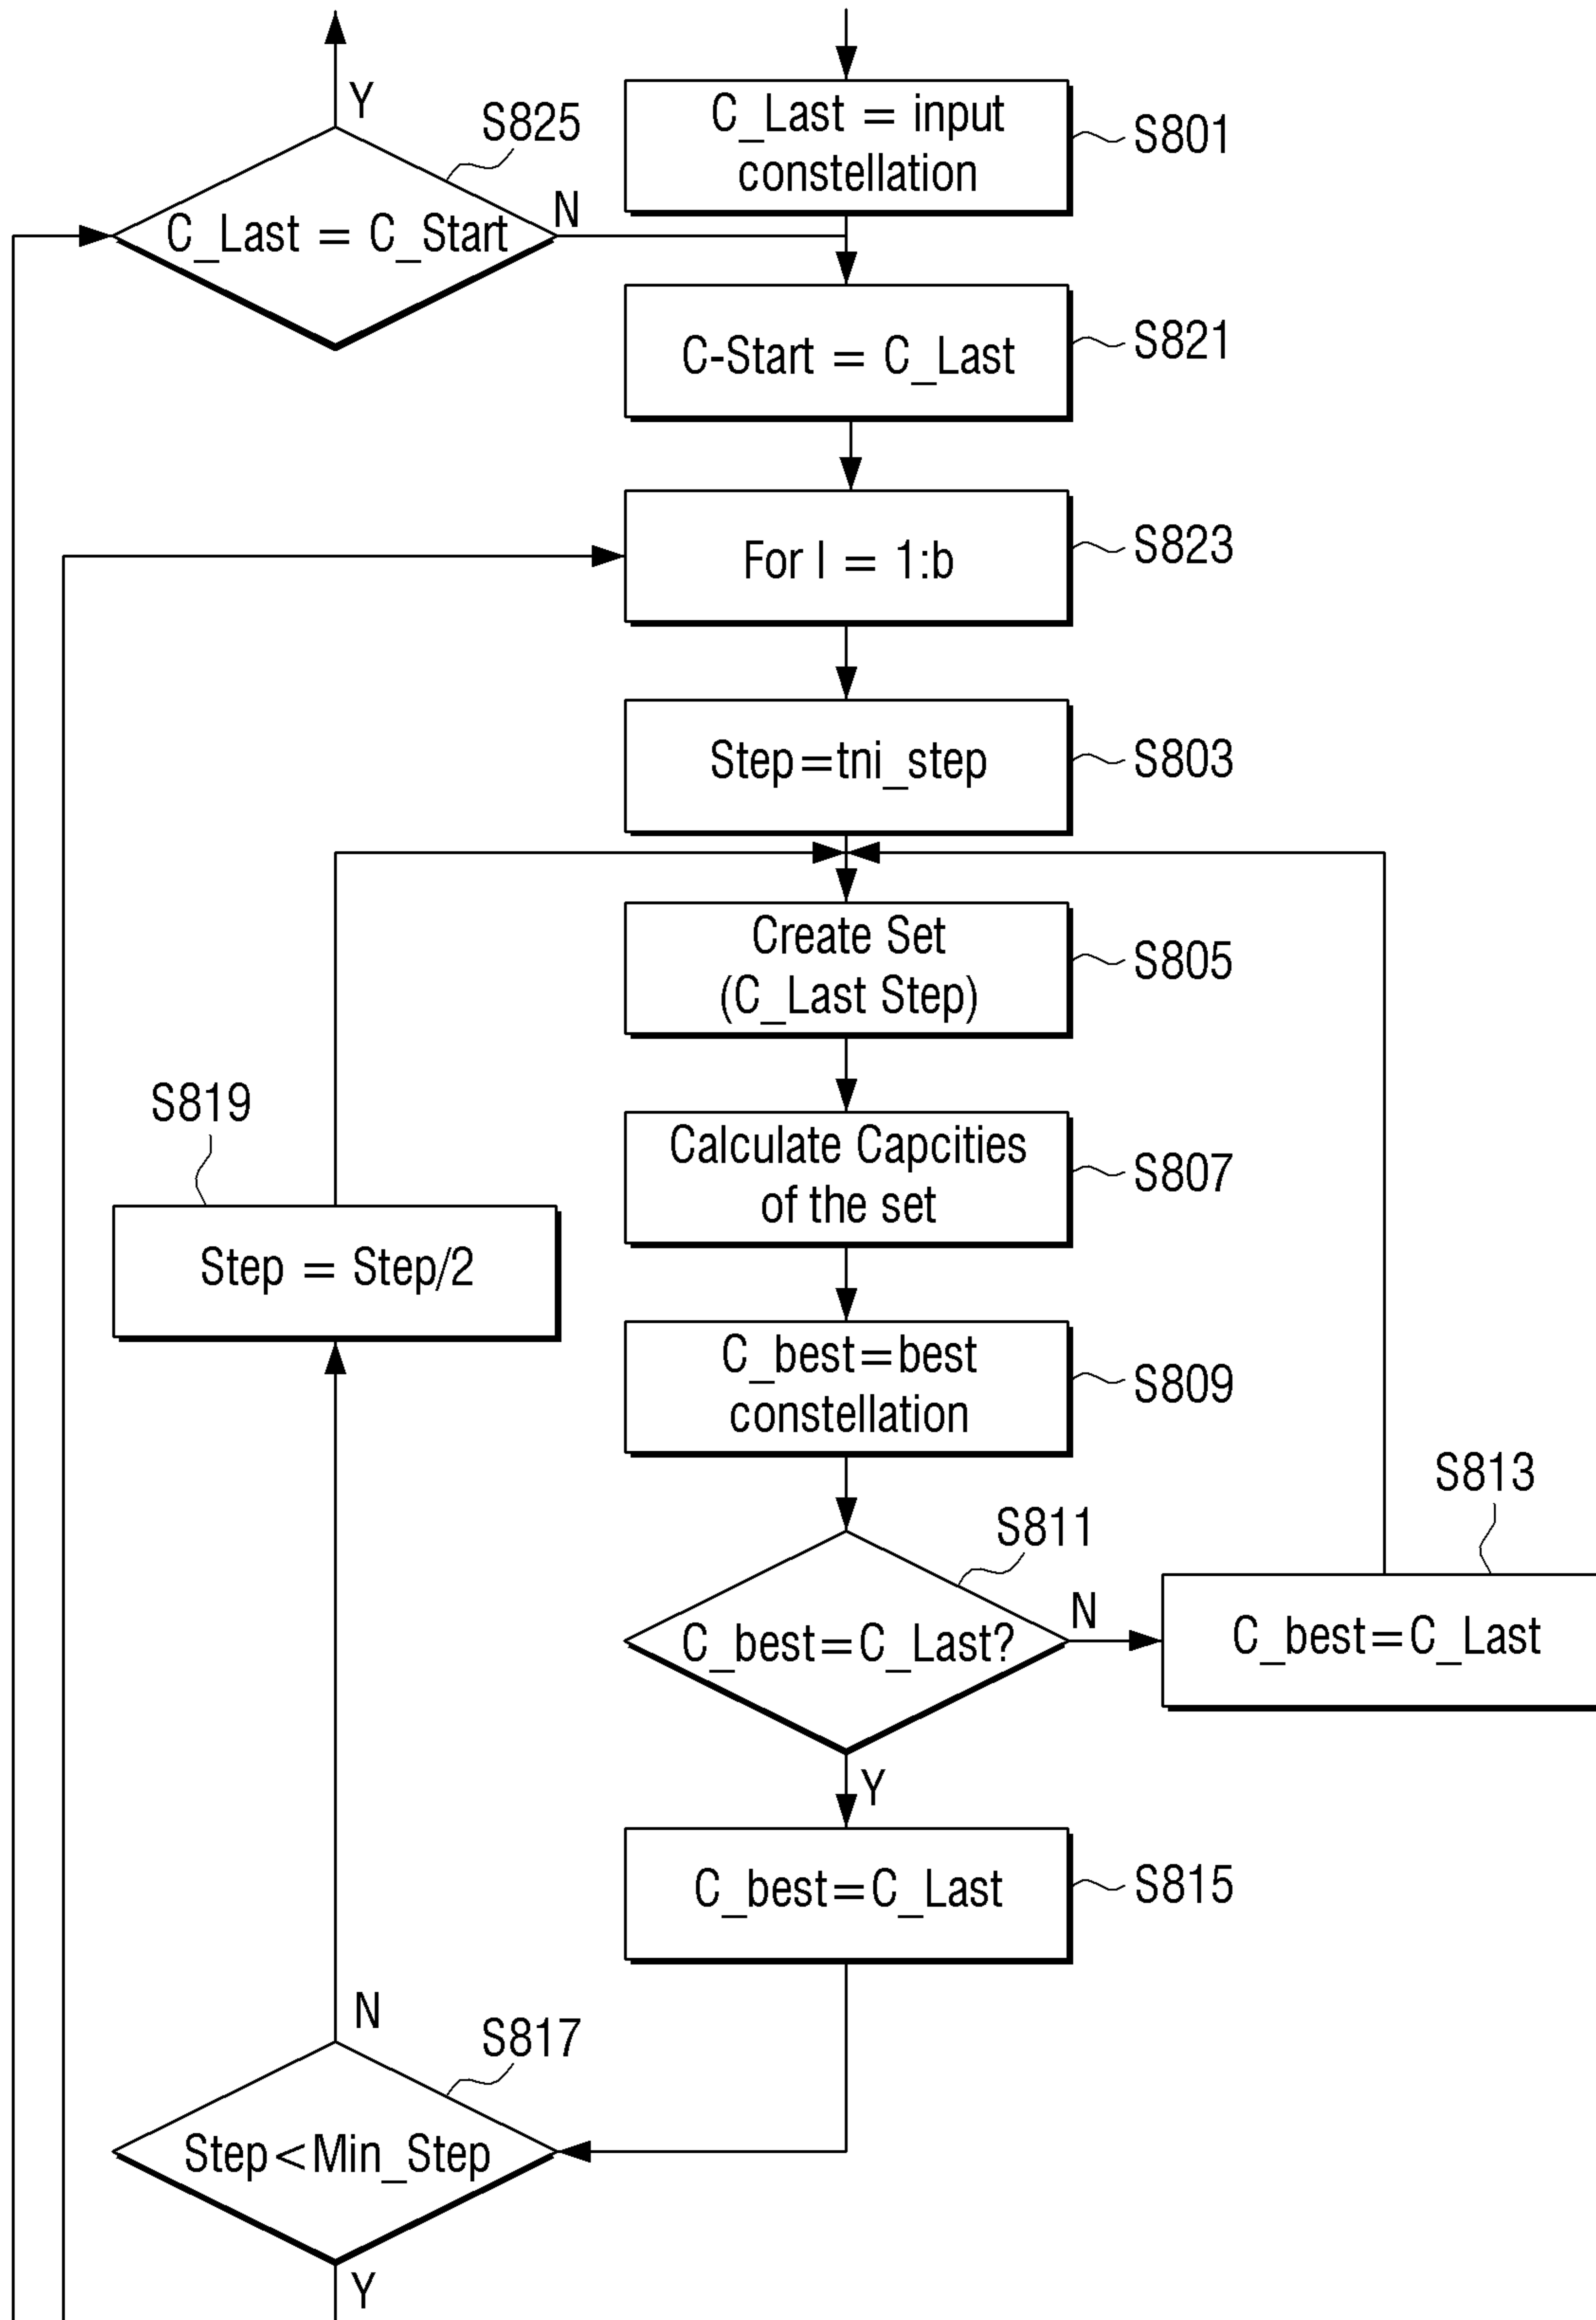 Y
S825
C_Last = C_Start
N
C_Last = input
constellation
S801
C-Start = C_Last
S821
For I = 1:b
S823
Step=tni_step
S803
Create Set
(C_Last Step)
S805
S819
Calculate Capcities
of the set
S807
Step = Step/2
C_best=best
constellation
S809
S813
S811
C_best=C_Last?
N
C_best=C_Last
Y
C_best=C_Last
S815
N
S817
Step<Min_Step
Y